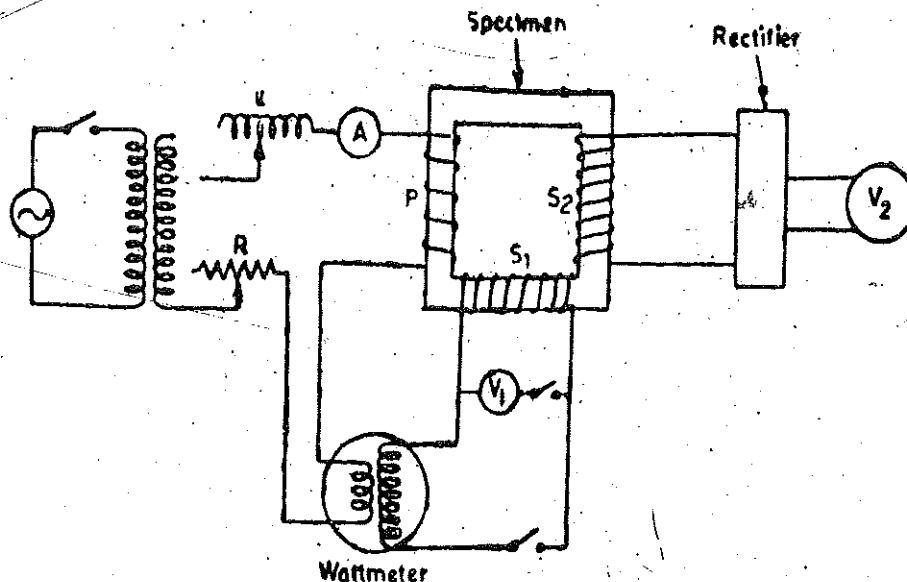 Specimen
Rectifier
A
P
S2
V2
R
S1
V1
Wattmeter